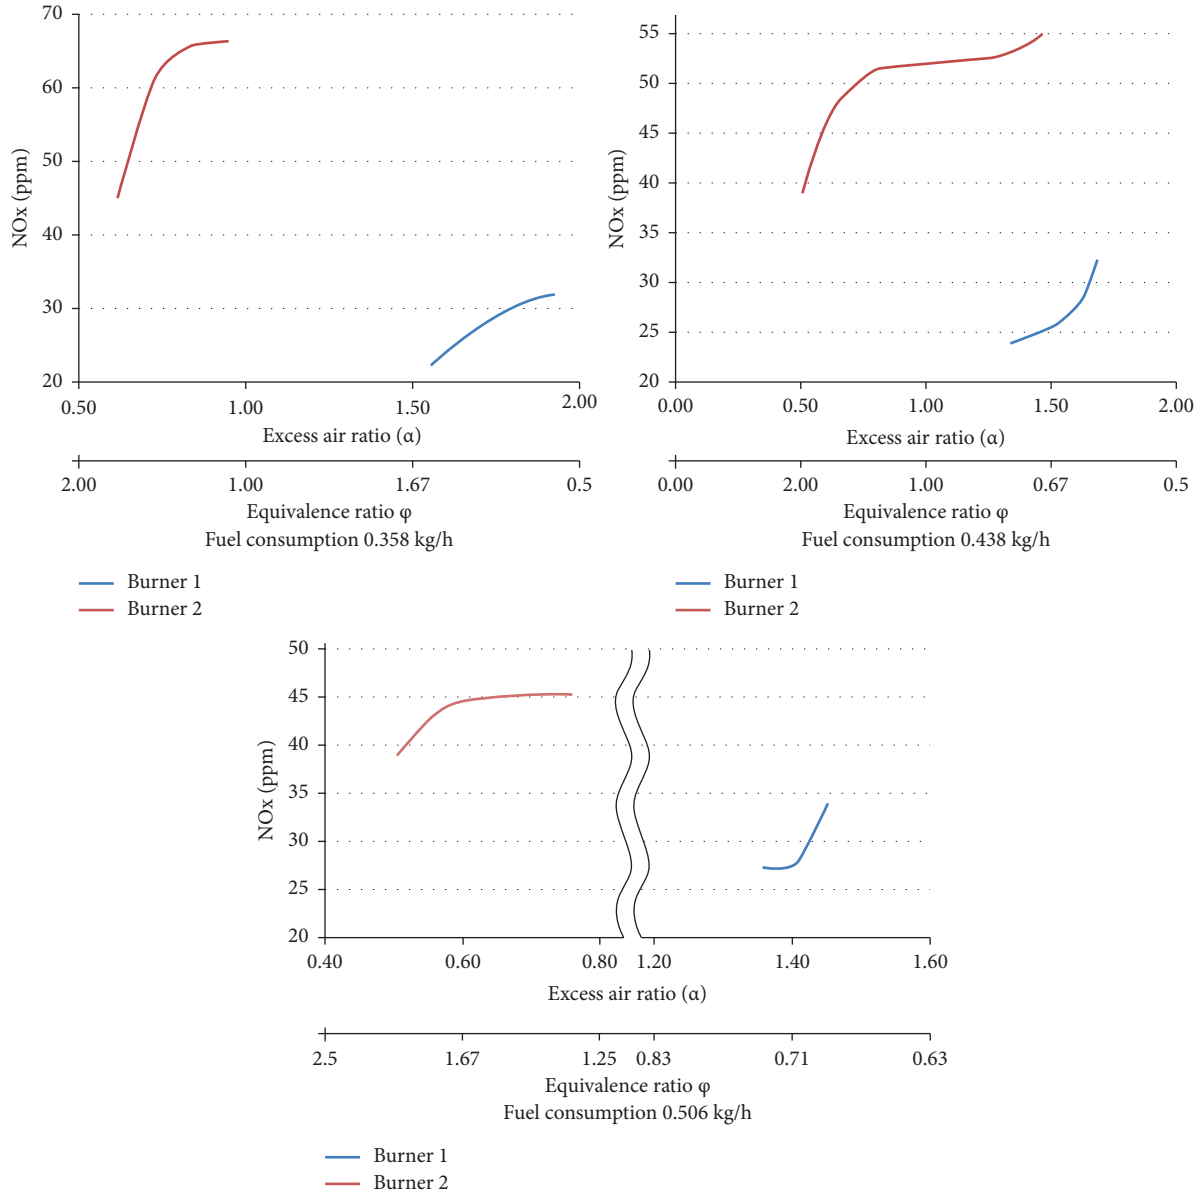 70
60
50
40
30
20
NOx (ppm)
0.50 1.00 1.50 2.00
Excess air ratio (α)
2.00 1.00 1.67 0.5
Equivalence ratio φ
Fuel consumption 0.358 kg/h
Burner 1
Burner 2
55
50
45
40
35
30
25
20
NOx (ppm)
0.00 0.50 1.00 1.50 2.00
Excess air ratio (α)
0.00 2.00 1.00 0.67 0.5
Equivalence ratio φ
Fuel consumption 0.438 kg/h
Burner 1
Burner 2
50
45
40
35
30
25
20
NOx (ppm)
0.40 0.60 0.80 1.20 1.40 1.60
Excess air ratio (α)
2.5 1.67 1.25 0.83 0.71 0.63
Equivalence ratio φ
Fuel consumption 0.506 kg/h
Burner 1
Burner 2